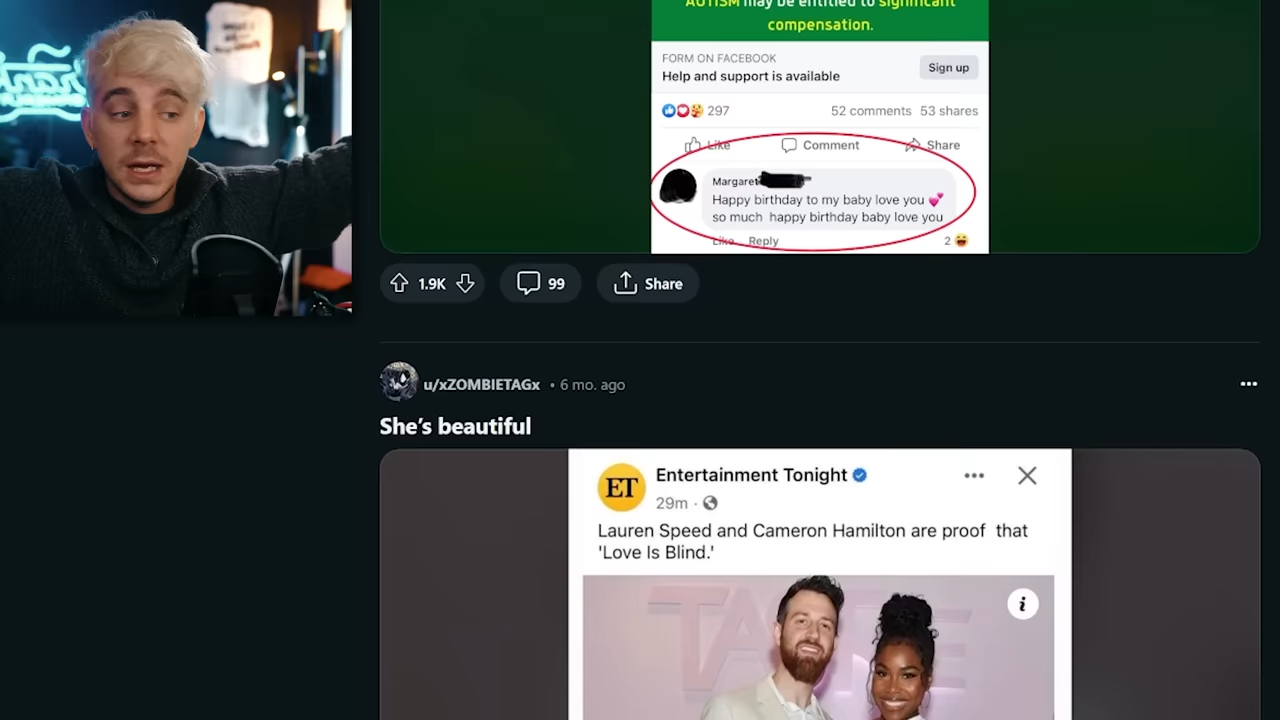 AUTISM may be entitled to significant
compensation.
FORM ON FACEBOOK
Help and support is available
Sign up
297
52 comments 53 shares
Like
Comment
Share
Margaret
Happy birthday to my baby love you 💕
so much happy birthday baby love you
Like Reply
2
1.9K
99
Share
u/xZOMBIETAGx • 6 mo. ago
She's beautiful
ET
Entertainment Tonight
29m
Lauren Speed and Cameron Hamilton are proof that
'Love Is Blind.'